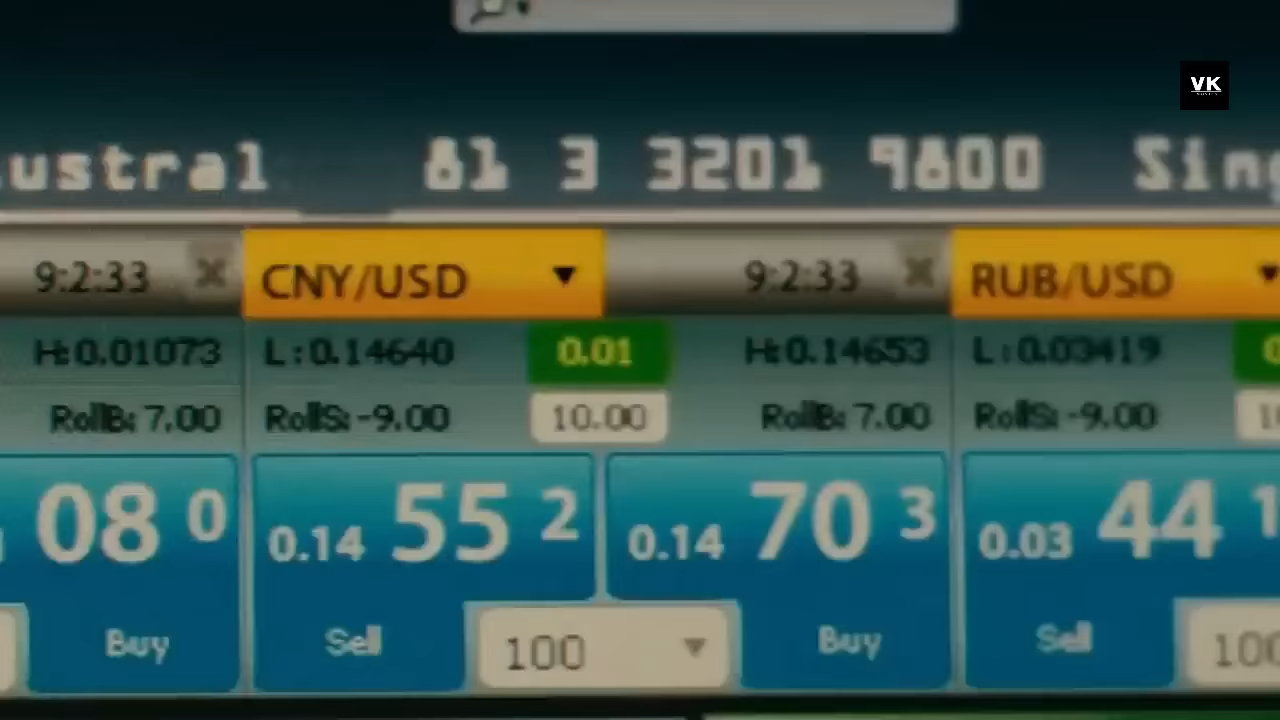 VK
ustral 81 3 3201 9800 Sing
9:2:33 CNY/USD 9:2:33 RUB/USD
H:0.01073 L:0.14640 0.01 H:0.14653 L:0.03419
RollB: 7.00 RollS: -9.00 10.00 RollB: 7.00 RollS: -9.00
08 0 0.14 55 2 0.14 70 3 0.03 44 1
Buy Sell 100 Buy Sell 100